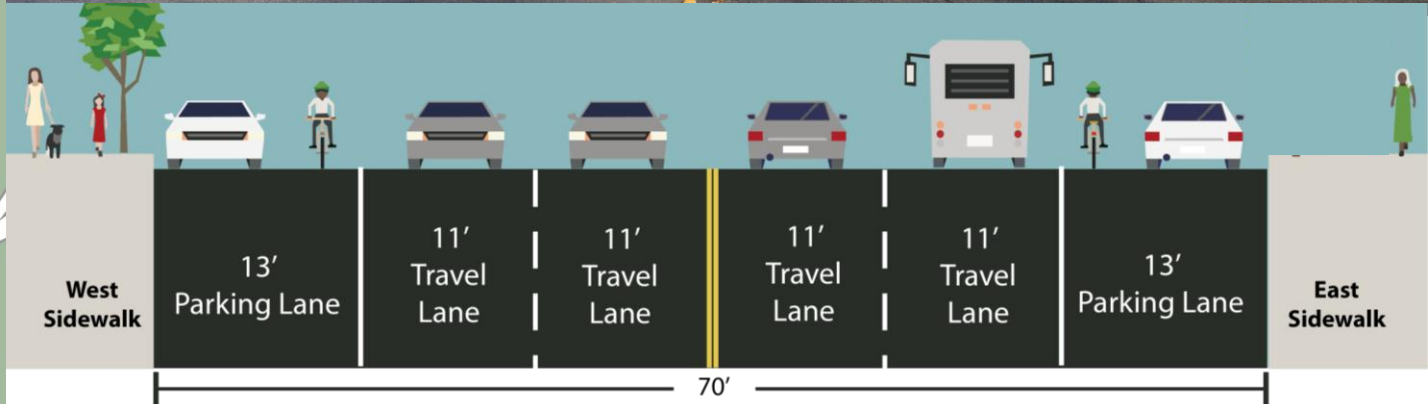 West
Sidewalk
13′
Parking Lane
11′
Travel
Lane
11′
Travel
Lane
11′
Travel
Lane
11′
Travel
Lane
13′
Parking Lane
East
Sidewalk
70′